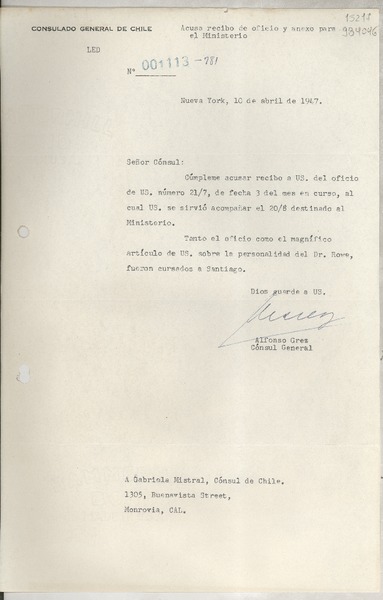 CONSULADO GENERAL DE CHILE
Acusa recibo de oficio y anexo para
el Ministerio
LED
Nº 001113 -781
Nueva York, 10 de abril de 1947.
Señor Cónsul:
Cúmpleme acusar recibo a US. del oficio
de US. número 21/7, de fecha 3 del mes en curso, al
cual US. se sirvió acompañar el 20/8 destinado al
Ministerio.
Tanto el oficio como el magnífico
artículo de US. sobre la personalidad del Dr. Rowe,
fueron cursados a Santiago.
Dios guarde a US.
Alfonso Grez
Cónsul General
A Gabriela Mistral, Cónsul de Chile.
1305, Buenavista Street,
Monrovia, CAL.